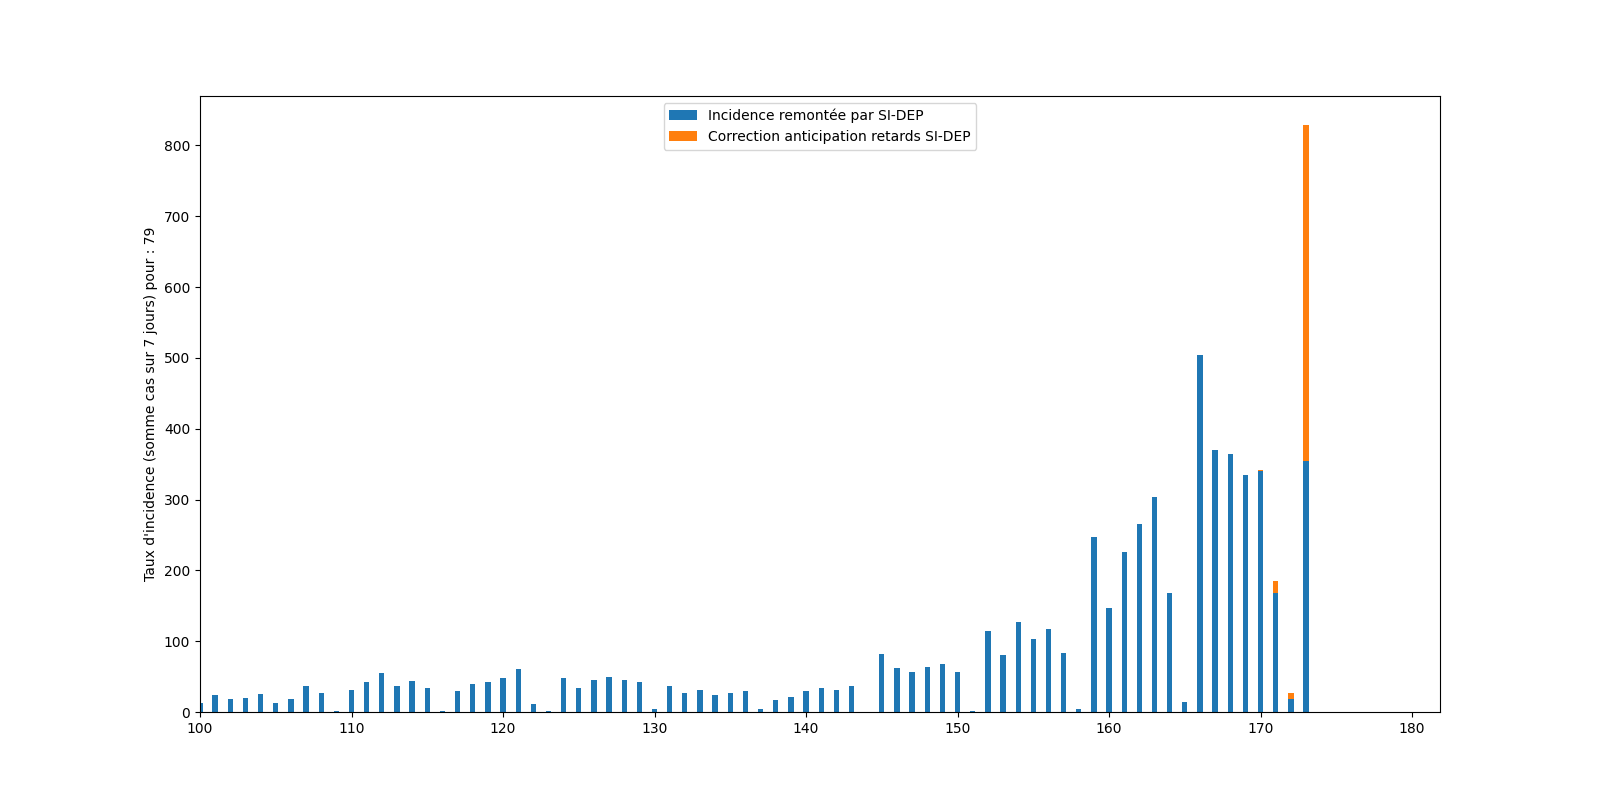 Incidence remontée par SI-DEP
Correction anticipation retards SI-DEP
Taux d'incidence (somme cas sur 7 jours) pour : 79
800
700
600
500
400
300
200
100
0
100 110 120 130 140 150 160 170 180